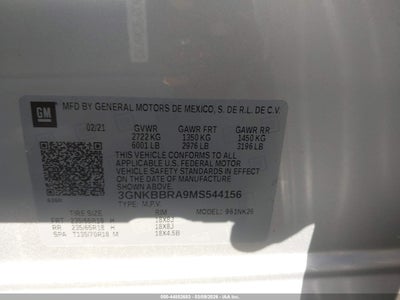 GM
MFD BY GENERAL MOTORS DE MEXICO, S. DE R.L. DE C.V.
02/21 GVWR GAWR FRT GAWR RR
2722 KG 1350 KG 1450 KG
6001 LB 2976 LB 3196 LB
THIS VEHICLE CONFORMS TO ALL
APPLICABLE U.S. FEDERAL
MOTOR VEHICLE SAFETY STANDARDS
IN EFFECT ON THE DATE OF
MANUFACTURE SHOWN ABOVE.
3GNKBBRA9MS544156
TYPE: M.P.V. MODEL:
TIRE SIZE RIM
FRT 235/65R18 H 18X8J
RR 235/65R18 H 18X8J
SPA T135/70R18 M 18X4.5B